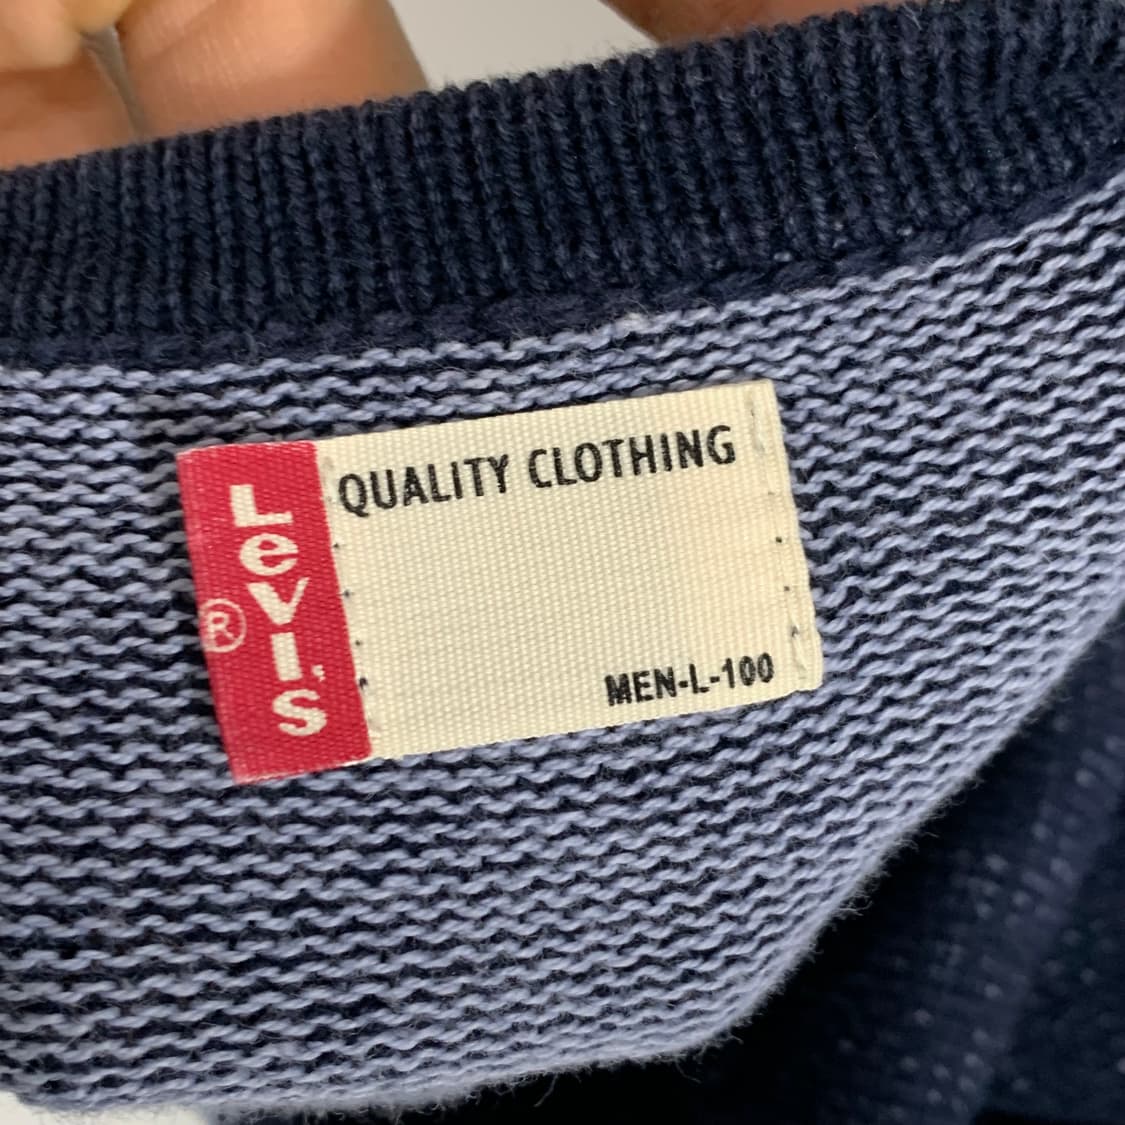 LeVI'S
®
QUALITY CLOTHING
MEN-L-100